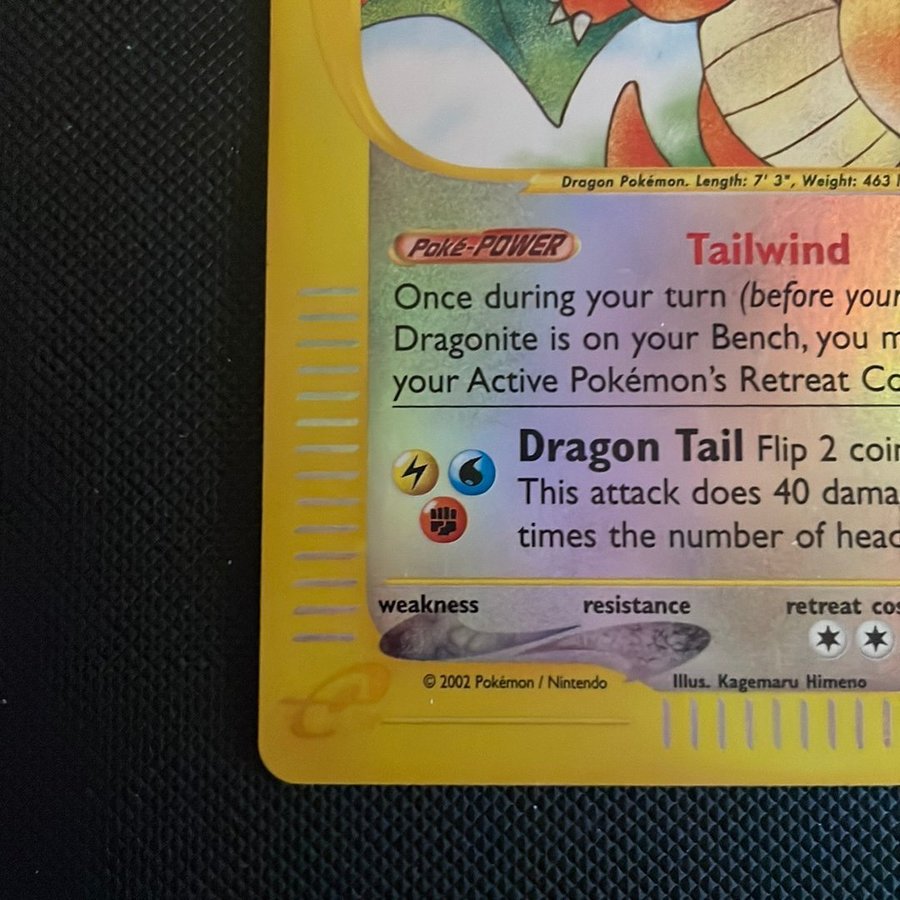 Dragon Pokémon. Length: 7' 3", Weight: 463
Poké-POWER Tailwind
Once during your turn (before your
Dragonite is on your Bench, you
your Active Pokémon's Retreat
Dragon Tail Flip 2
This attack does 40
times the number of
weakness resistance retreat
© 2002 Pokémon / Nintendo Illus. Kagemaru Himeno
e